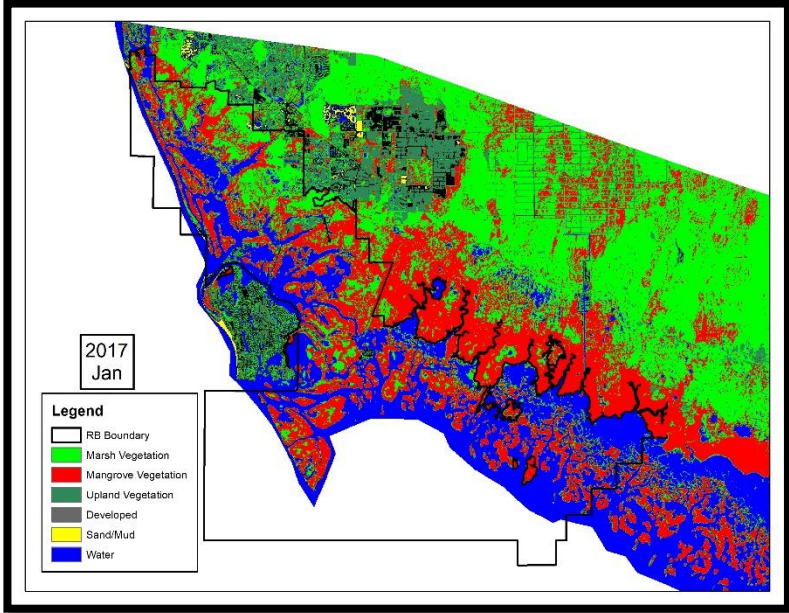 2017
Jan
Legend
RB Boundary
Marsh Vegetation
Mangrove Vegetation
Upland Vegetation
Developed
Sand/Mud
Water